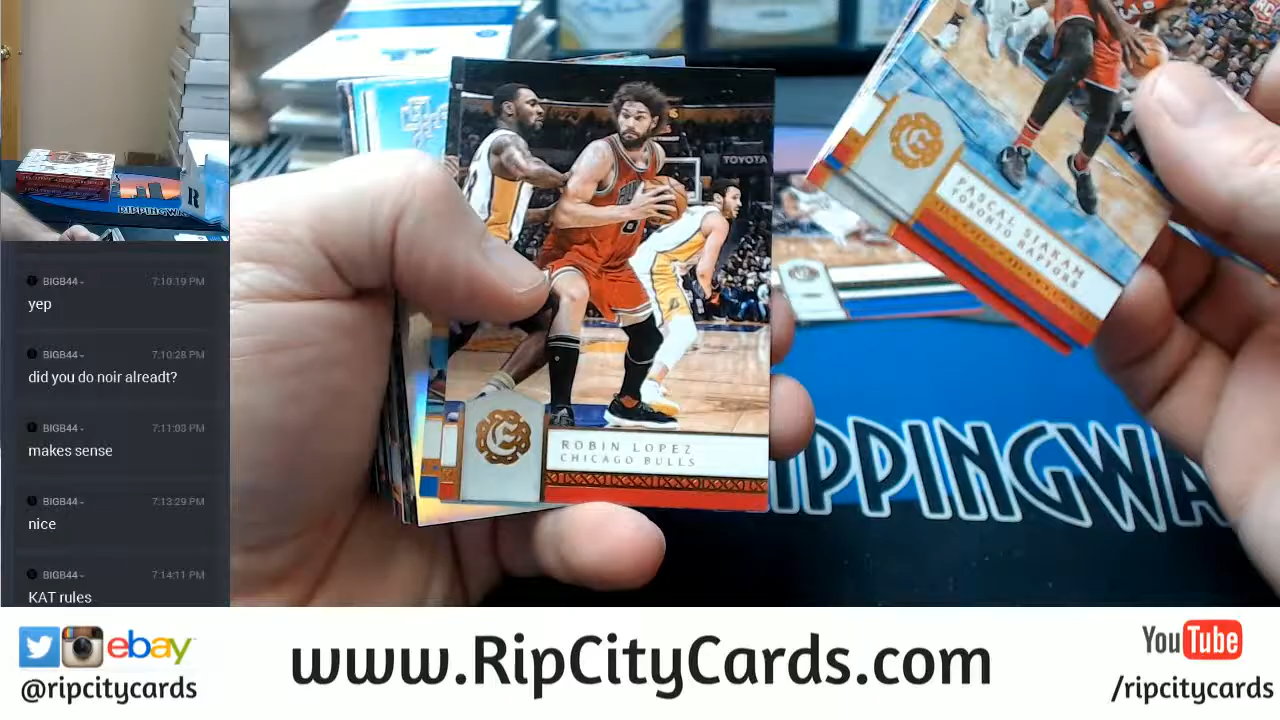 BIGB44
7:10:19 PM
yep
BIGB44
7:10:28 PM
did you do noir alreadt?
BIGB44
7:11:03 PM
makes sense
BIGB44
7:13:29 PM
nice
BIGB44
7:14:11 PM
KAT rules
RIPPINGWA
R
TOYOTA
ROBIN LOPEZ
CHICAGO BULLS
PASCAL SIAKAM
TORONTO RAPTORS
RC
IPPINGWA
ebay
@ripcitycards
www.RipCityCards.com
YouTube
/ripcitycards